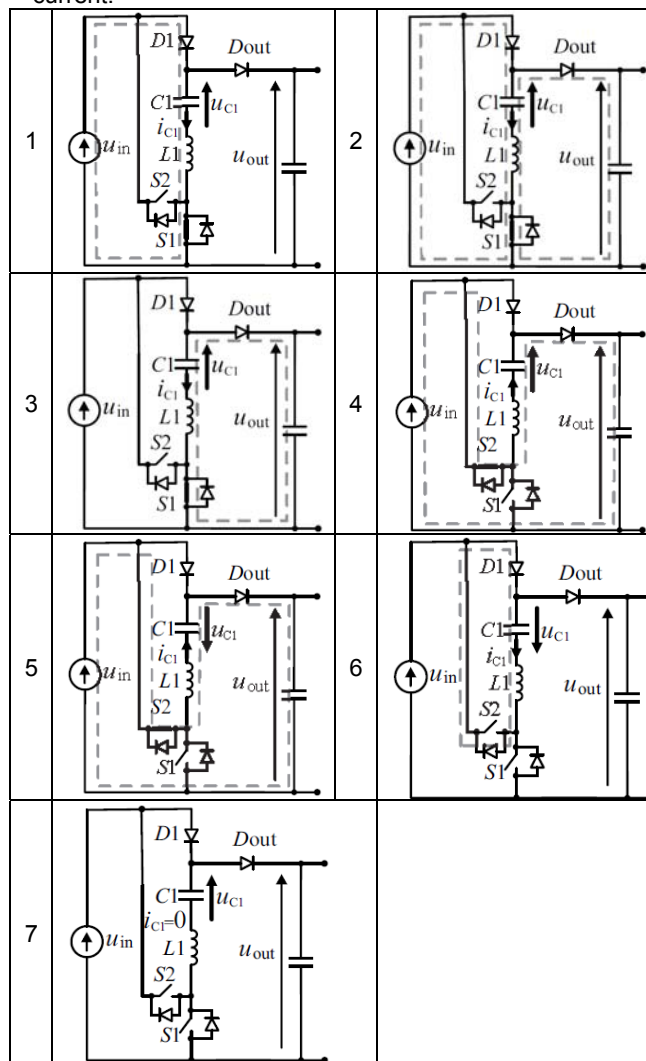 current.
1
D1
Dout
C1
uC1
iC1
uin
L1
uout
S2
S1
2
D1
Dout
C1
uC1
iC1
uin
L1
uout
S2
S1
3
D1
Dout
C1
uC1
iC1
uin
L1
uout
S2
S1
4
D1
Dout
C1
uC1
iC1
uin
L1
uout
S2
S1
5
D1
Dout
C1
uC1
iC1
uin
L1
uout
S2
S1
6
D1
Dout
C1
uC1
iC1
uin
L1
uout
S2
S1
7
D1
Dout
C1
uC1
iC1=0
uin
L1
uout
S2
S1